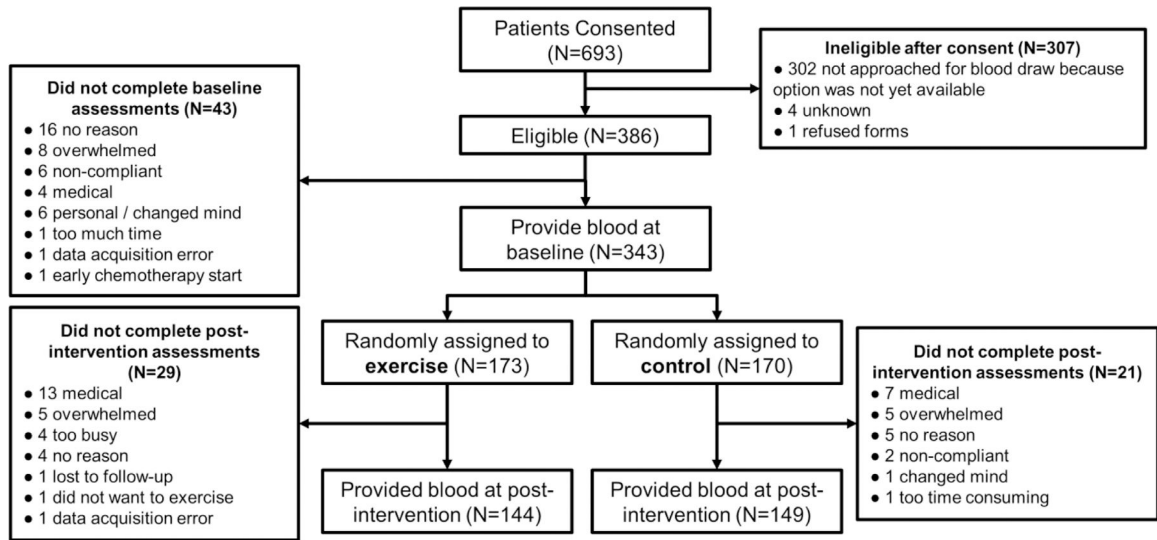 Patients Consented
(N=693)
Ineligible after consent (N=307)
● 302 not approached for blood draw because
option was not yet available
● 4 unknown
● 1 refused forms
Eligible (N=386)
Did not complete baseline
assessments (N=43)
● 16 no reason
● 8 overwhelmed
● 6 non-compliant
● 4 medical
● 6 personal / changed mind
● 1 too much time
● 1 data acquisition error
● 1 early chemotherapy start
Provide blood at
baseline (N=343)
Randomly assigned to
exercise (N=173)
Randomly assigned to
control (N=170)
Did not complete post-
intervention assessments
(N=29)
● 13 medical
● 5 overwhelmed
● 4 too busy
● 4 no reason
● 1 lost to follow-up
● 1 did not want to exercise
● 1 data acquisition error
Did not complete post-
intervention assessments (N=21)
● 7 medical
● 5 overwhelmed
● 5 no reason
● 2 non-compliant
● 1 changed mind
● 1 too time consuming
Provided blood at post-
intervention (N=144)
Provided blood at post-
intervention (N=149)